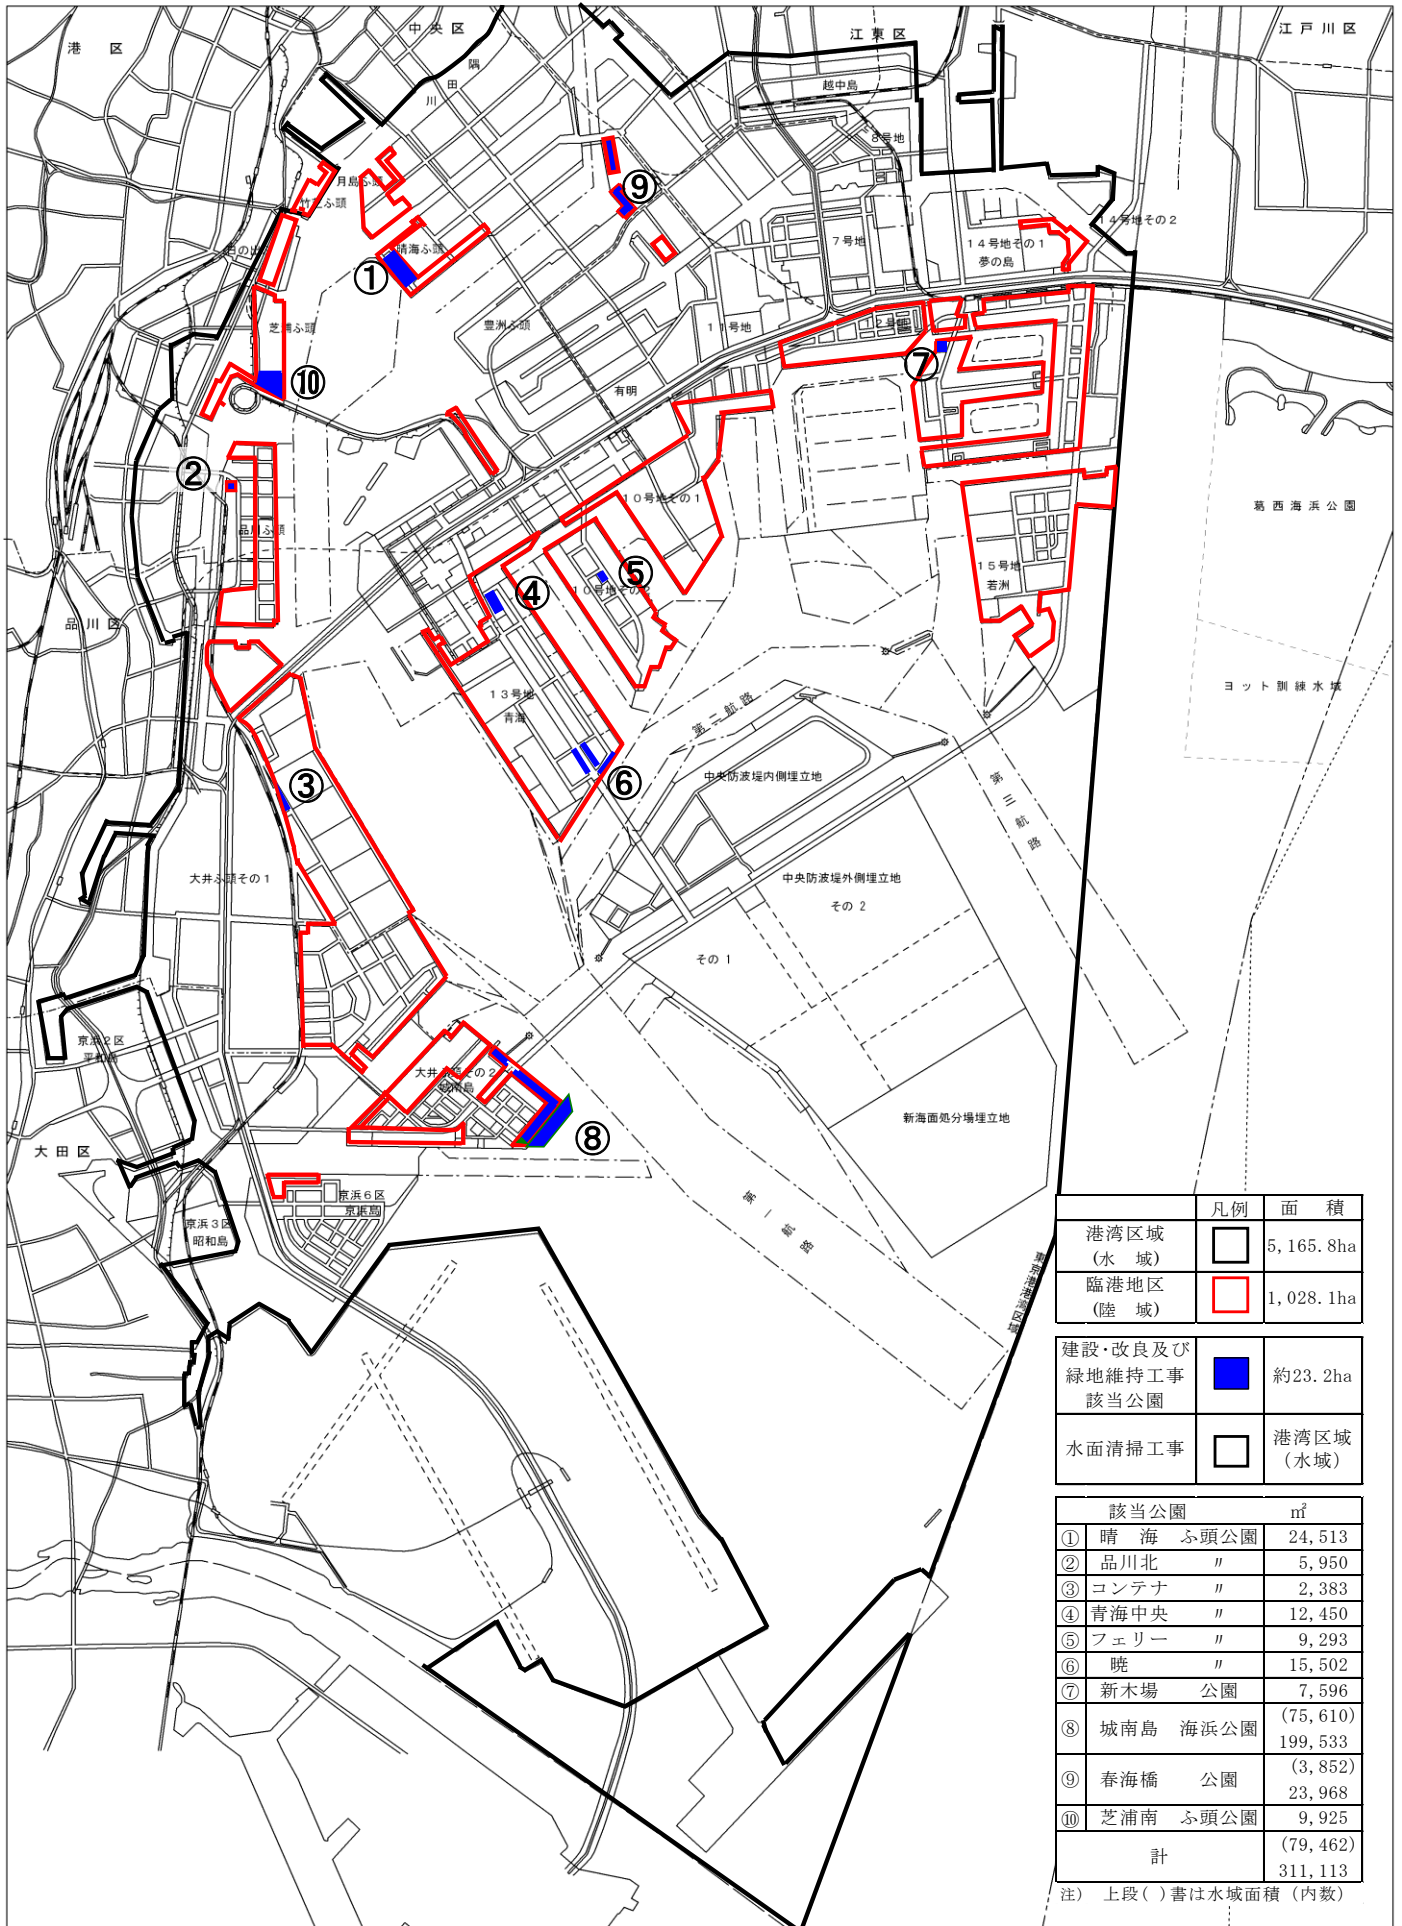 港 区
中央区
江東区
江戸川区
隅
田
川
越中島
8号地
月島ふ頭
竹芝ふ頭
⑨
14号地その2
日の出
晴海ふ頭
7号地
14号地その1
夢の島
①
芝浦ふ頭
豊洲ふ頭
11号地
12号地
⑦
⑩
有明
②
10号地その1
葛西海浜公園
品川ふ頭
④
⑤
10号地その2
15号地
若洲
品川区
13号地
青海
ヨット訓練水域
第二航路
③
⑥
中央防波堤内側埋立地
第三航路
大井ふ頭その1
中央防波堤外側埋立地
その2
その1
京浜2区
平和島
大井ふ頭その2
城南島
新海面処分場埋立地
⑧
大田区
京浜6区
京浜島
第一航路
京浜3区
昭和島
東京港港湾区域
凡例 面 積
港湾区域
(水 域) 5,165.8ha
臨港地区
(陸 域) 1,028.1ha
建設・改良及び
緑地維持工事 約23.2ha
該当公園
水面清掃工事 港湾区域
(水域)
該当公園 ㎡
① 晴 海 ふ頭公園 24,513
② 品川北 〃 5,950
③ コンテナ 〃 2,383
④ 青海中央 〃 12,450
⑤ フェリー 〃 9,293
⑥ 暁 〃 15,502
⑦ 新木場 公園 7,596
⑧ 城南島 海浜公園 (75,610)
199,533
⑨ 春海橋 公園 (3,852)
23,968
⑩ 芝浦南 ふ頭公園 9,925
計 (79,462)
311,113
注) 上段( )書は水域面積(内数)